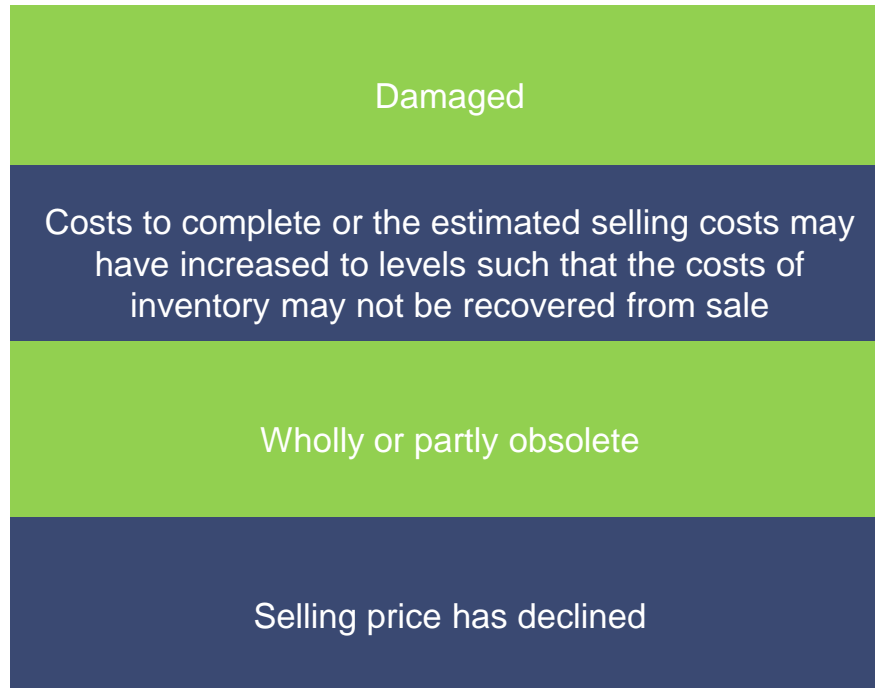 Damaged
Costs to complete or the estimated selling costs may
have increased to levels such that the costs of
inventory may not be recovered from sale
Wholly or partly obsolete
Selling price has declined